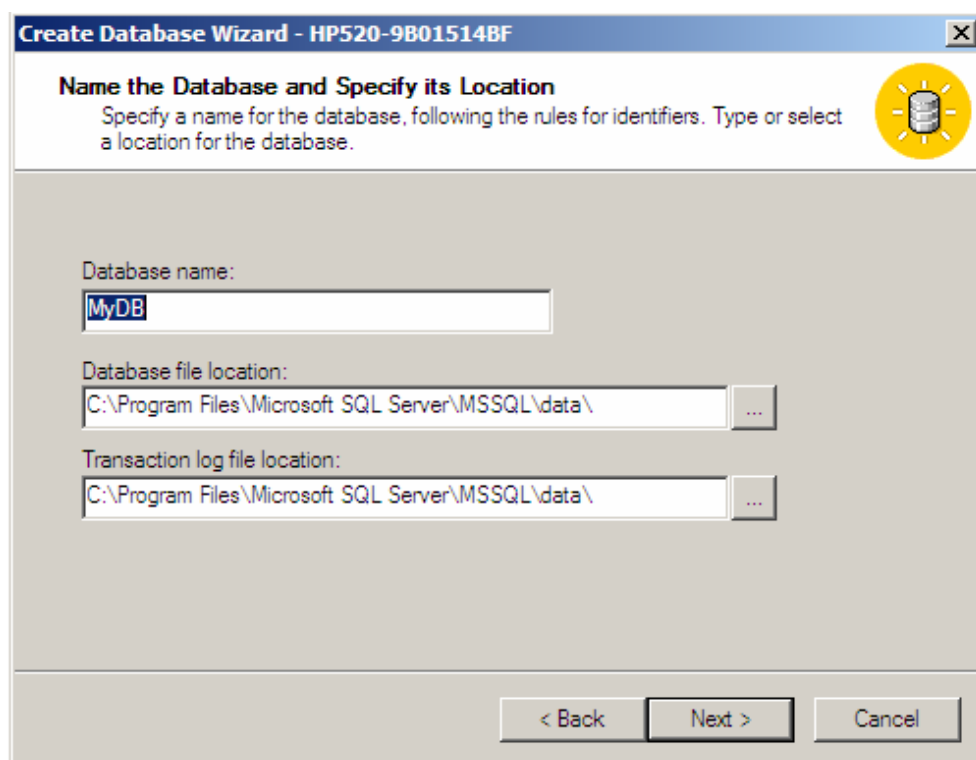 Create Database Wizard - HP520-9B01514BF
Name the Database and Specify its Location
Specify a name for the database, following the rules for identifiers. Type or select
a location for the database.
Database name:
MyDB
Database file location:
C:\Program Files\Microsoft SQL Server\MSSQL\data\
...
Transaction log file location:
C:\Program Files\Microsoft SQL Server\MSSQL\data\
...
< Back
Next >
Cancel